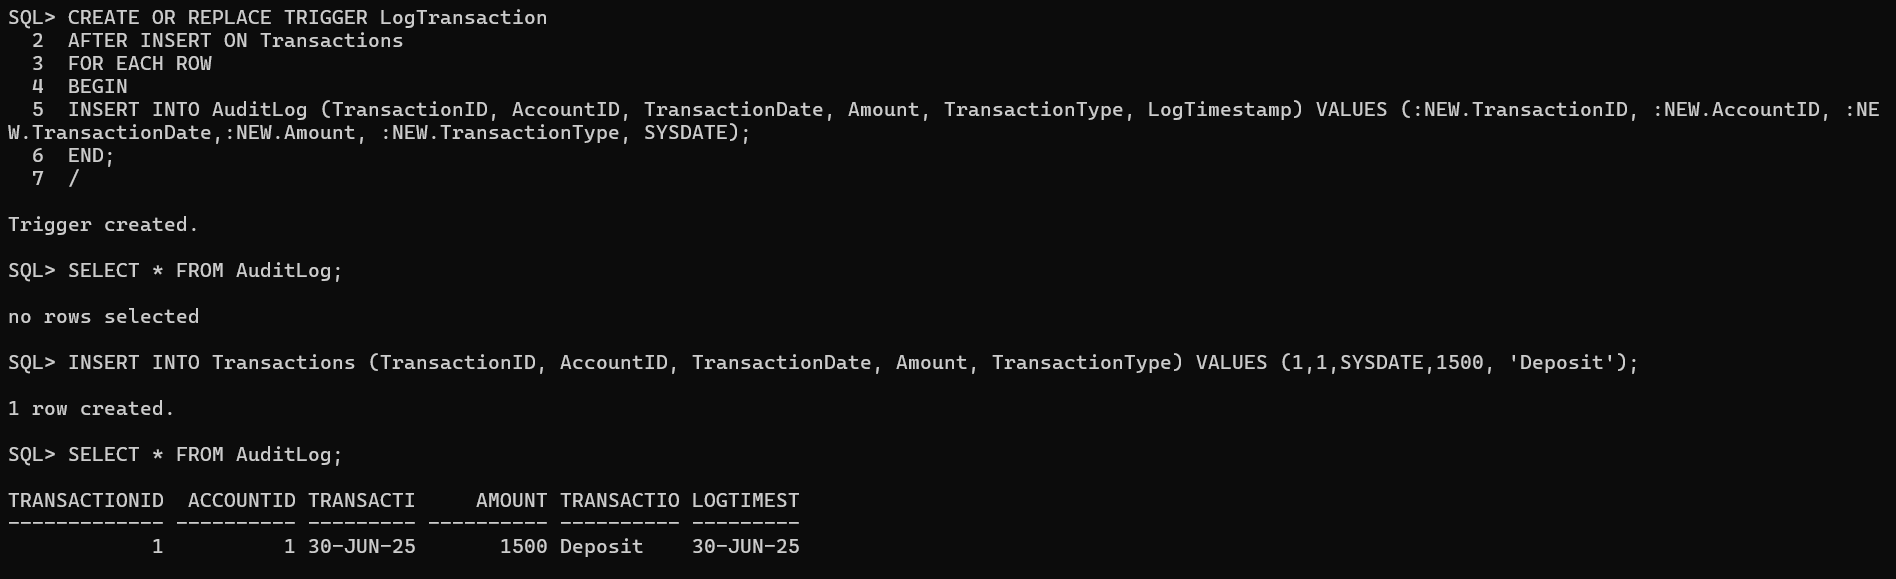 SQL> CREATE OR REPLACE TRIGGER LogTransaction
  2  AFTER INSERT ON Transactions
  3  FOR EACH ROW
  4  BEGIN
  5  INSERT INTO AuditLog (TransactionID, AccountID, TransactionDate, Amount, TransactionType, LogTimestamp) VALUES (:NEW.TransactionID, :NEW.AccountID, :NE
W.TransactionDate,:NEW.Amount, :NEW.TransactionType, SYSDATE);
  6  END;
  7  /
Trigger created.
SQL> SELECT * FROM AuditLog;
no rows selected
SQL> INSERT INTO Transactions (TransactionID, AccountID, TransactionDate, Amount, TransactionType) VALUES (1,1,SYSDATE,1500, 'Deposit');
1 row created.
SQL> SELECT * FROM AuditLog;
TRANSACTIONID  ACCOUNTID TRANSACTI     AMOUNT TRANSACTIO LOGTIMEST
------------- ---------- --------- ---------- ---------- ---------
            1          1 30-JUN-25       1500 Deposit    30-JUN-25